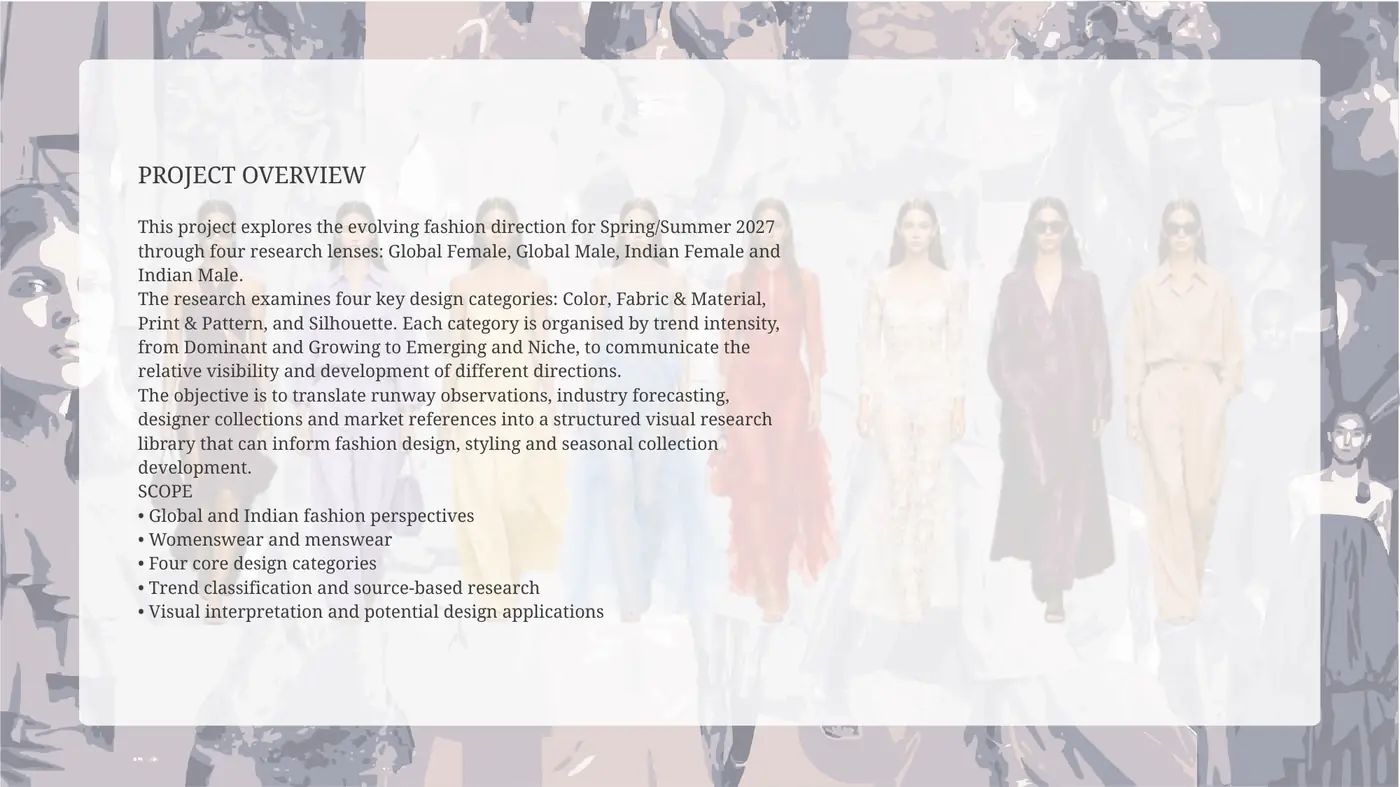 PROJECT OVERVIEW
This project explores the evolving fashion direction for Spring/Summer 2027
through four research lenses: Global Female, Global Male, Indian Female and
Indian Male.
The research examines four key design categories: Color, Fabric & Material,
Print & Pattern, and Silhouette. Each category is organised by trend intensity,
from Dominant and Growing to Emerging and Niche, to communicate the
relative visibility and development of different directions.
The objective is to translate runway observations, industry forecasting,
designer collections and market references into a structured visual research
library that can inform fashion design, styling and seasonal collection
development.
SCOPE
• Global and Indian fashion perspectives
• Womenswear and menswear
• Four core design categories
• Trend classification and source-based research
• Visual interpretation and potential design applications